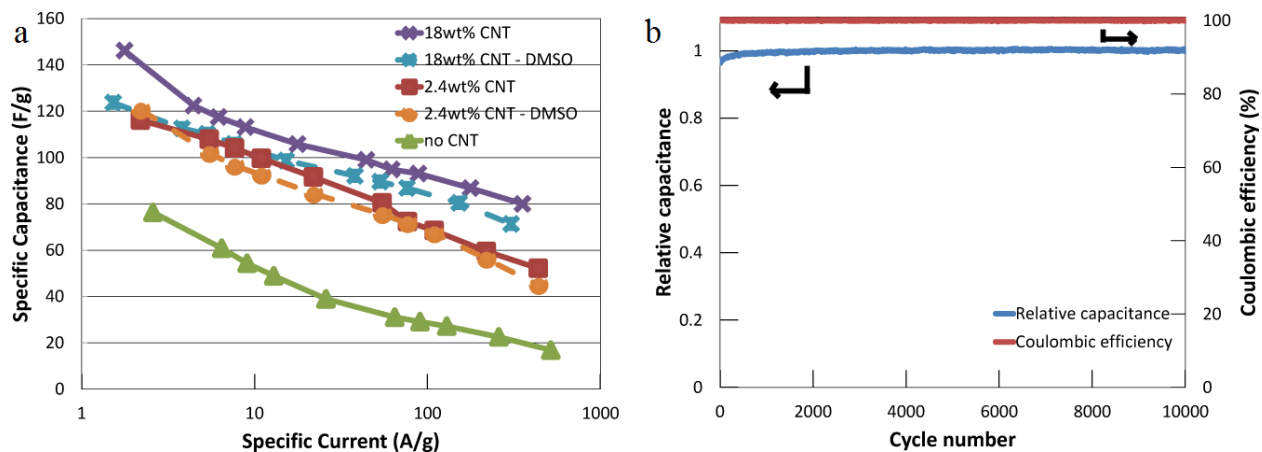 a
Specific Capacitance (F/g)
160
140
120
100
80
60
40
20
0
1
10
100
1000
Specific Current (A/g)
18wt% CNT
18wt% CNT - DMSO
2.4wt% CNT
2.4wt% CNT - DMSO
no CNT
b
Relative capacitance
1
0.8
0.6
0.4
0.2
0
0
2000
4000
6000
8000
10000
Cycle number
100
80
60
40
20
0
Coulombic efficiency (%)
Relative capacitance
Coulombic efficiency